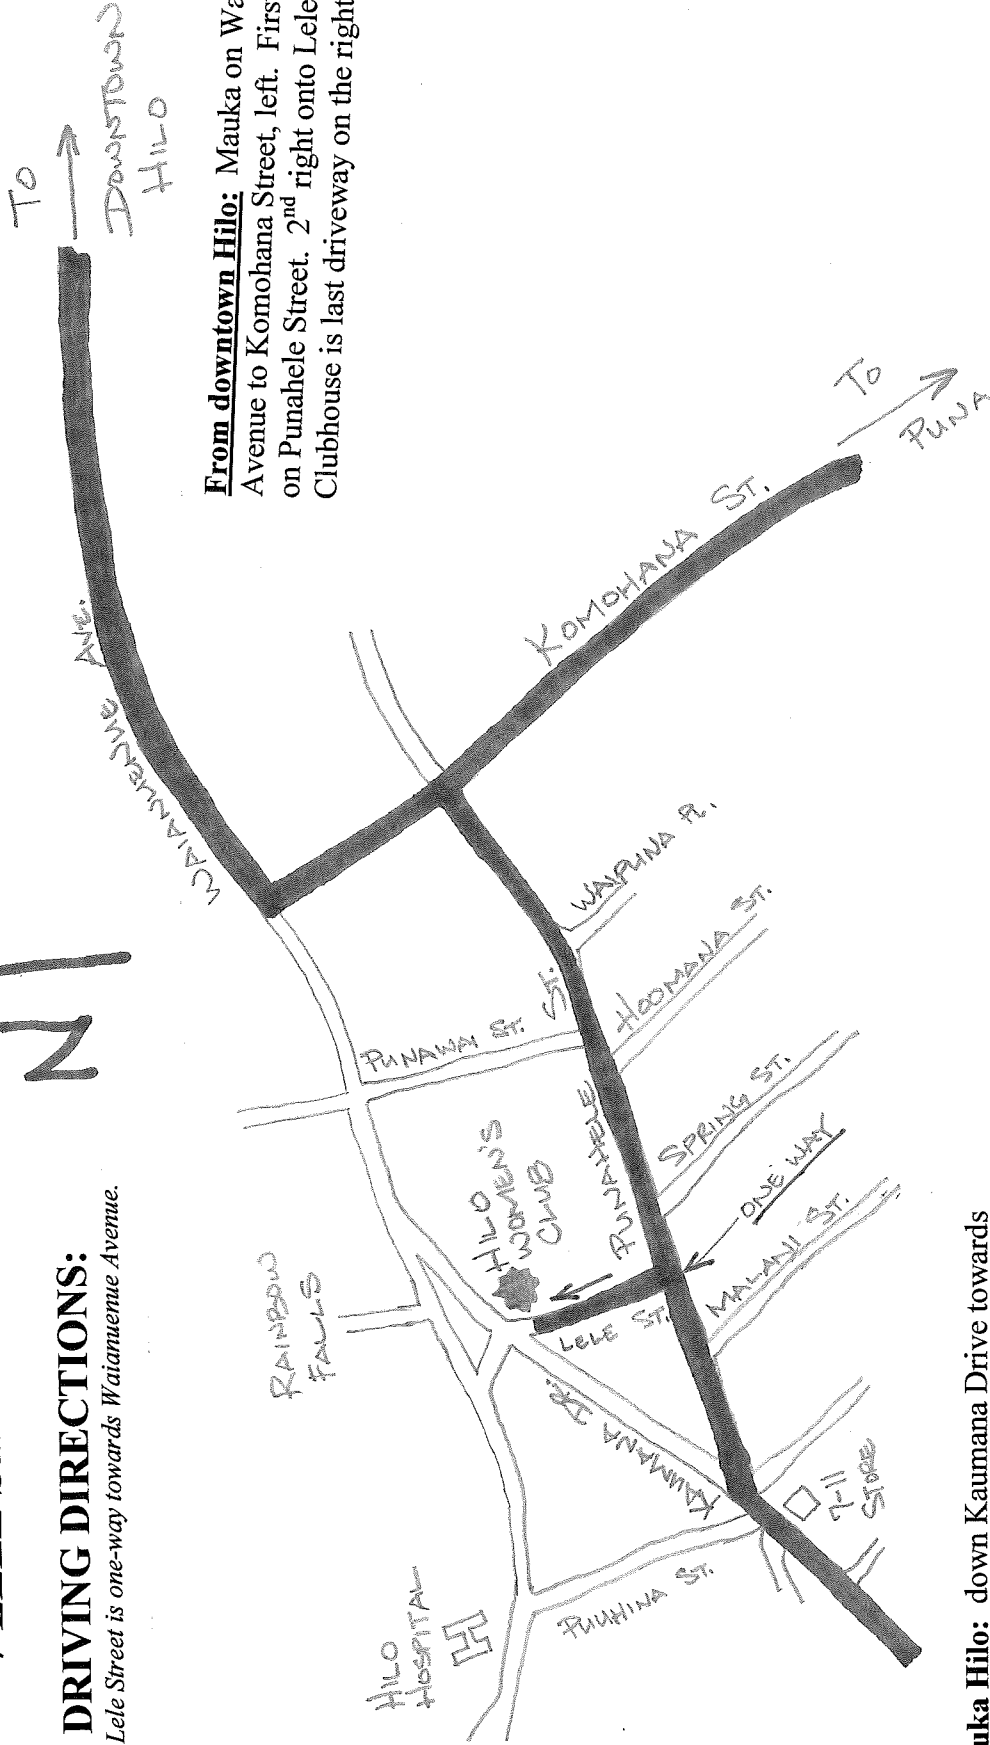 DRIVING DIRECTIONS:
Lele Street is one-way towards Waianuenue Avenue.
N
TO
DOWNTOWN
HILO
From downtown Hilo: Mauka on Wa
Avenue to Komohana Street, left. First
on Punahele Street. 2nd right onto Lele
Clubhouse is last driveway on the right
WAIANUENUE AVE.
KOMOHANA ST.
TO
PUNA
RAINBOW
FALLS
HILO
WOMEN'S
CLUB
PUNAWAI ST.
PUNAHELE ST.
WAIPUNA PL.
HOOMANA ST.
SPRING ST.
ONE WAY
MALANI ST.
LELE ST.
KAUMANA DR.
HILO
HOSPITAL
PUUHINA ST.
7-11
STORE
uka Hilo: down Kaumana Drive towards